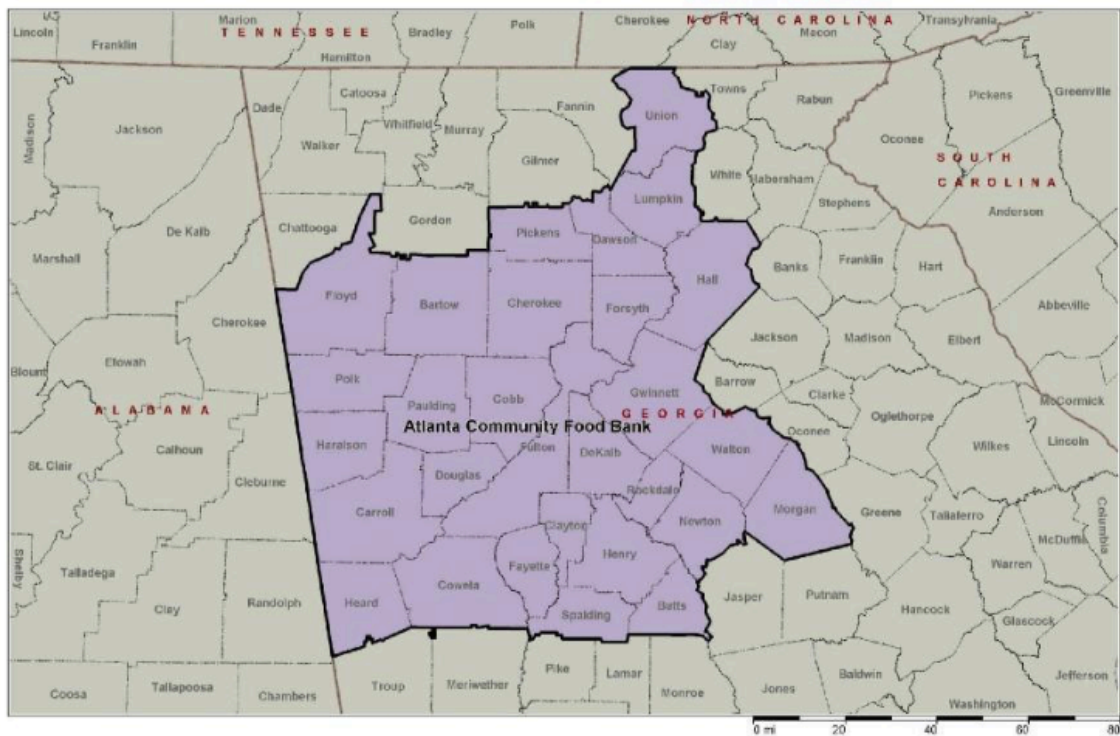 Lincoln
Franklin
Marion
TENNESSEE
Hamilton
Bradley
Polk
Cherokee
NORTH CAROLINA
Clay
Macon
Transylvania
Madison
Jackson
Dade
Catoosa
Whitfield
Walker
Murray
Fannin
Gilmer
Union
Towns
Rabun
Oconee
Pickens
Greenville
SOUTH
CAROLINA
Anderson
White
Habersham
Stephens
Lumpkin
Marshall
De Kalb
Chattooga
Gordon
Pickens
Dawson
Hall
Banks
Franklin
Hart
Abbeville
Floyd
Bartow
Cherokee
Forsyth
Cherokee
Jackson
Madison
Elbert
Blount
Etowah
Polk
Paulding
Cobb
Gwinnett
Barrow
Clarke
Oglethorpe
McCormick
ALABAMA
GEORGIA
Atlanta Community Food Bank
Haralson
Fulton
DeKalb
Walton
Oconee
Wilkes
Lincoln
St. Clair
Calhoun
Cleburne
Douglas
Carroll
Rockdale
Newton
Morgan
Greene
Taliaferro
Columbia
McDuffie
Clayton
Henry
Fayette
Warren
Shelby
Talladega
Clay
Randolph
Heard
Coweta
Spalding
Butts
Jasper
Putnam
Hancock
Glascock
Coosa
Tallapoosa
Chambers
Troup
Meriwether
Pike
Lamar
Monroe
Jones
Baldwin
Washington
Jefferson
0 mi 20 40 60 80